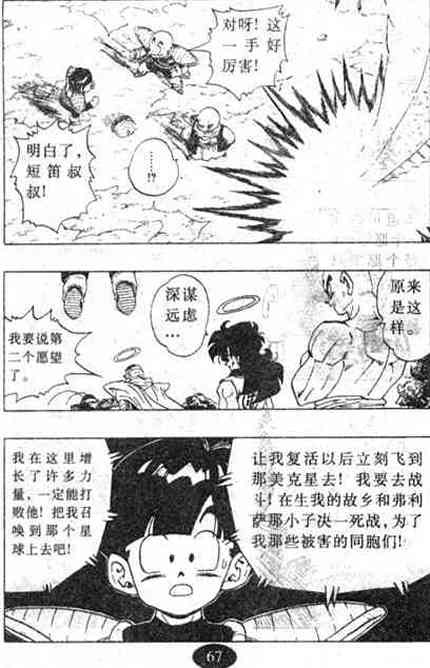 对呀！这
一手好
厉害！
……!?
明白了，
短笛叔
叔！
原来
是这
样。
深谋
远虑
…
我要说第
二个愿望
了。
让我复活以后立刻飞到
那美克星去！我要去战
斗！在生我的故乡和弗利
萨那小子决一死战，为了
我那些被害的同胞们！
我在这里增
长了许多力
量，一定能打
败他！把我召
唤到那个星
球上去吧！
67